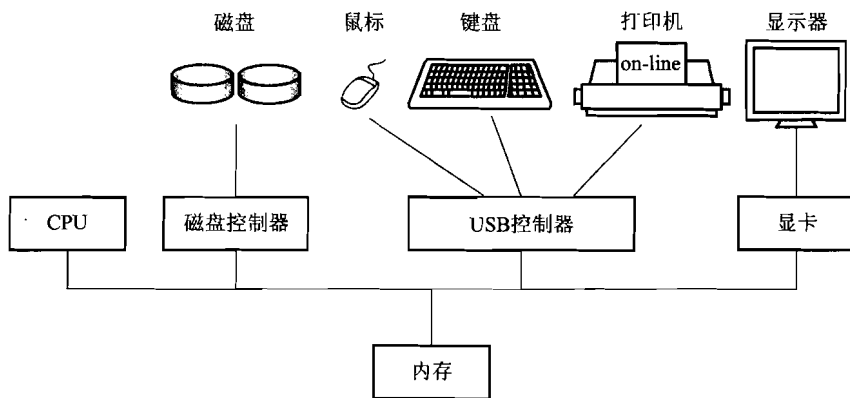 磁盘
鼠标
键盘
打印机
显示器
on-line
CPU
磁盘控制器
USB控制器
显卡
内存